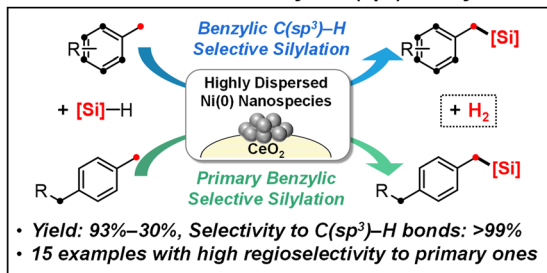 Benzylic C(sp³)–H
Selective Silylation
R
[Si]
Highly Dispersed
Ni(0) Nanospecies
CeO₂
+ [Si]–H
+ H₂
R
Primary Benzylic
Selective Silylation
R
[Si]
R
• Yield: 93%–30%, Selectivity to C(sp³)–H bonds: >99%
• 15 examples with high regioselectivity to primary ones